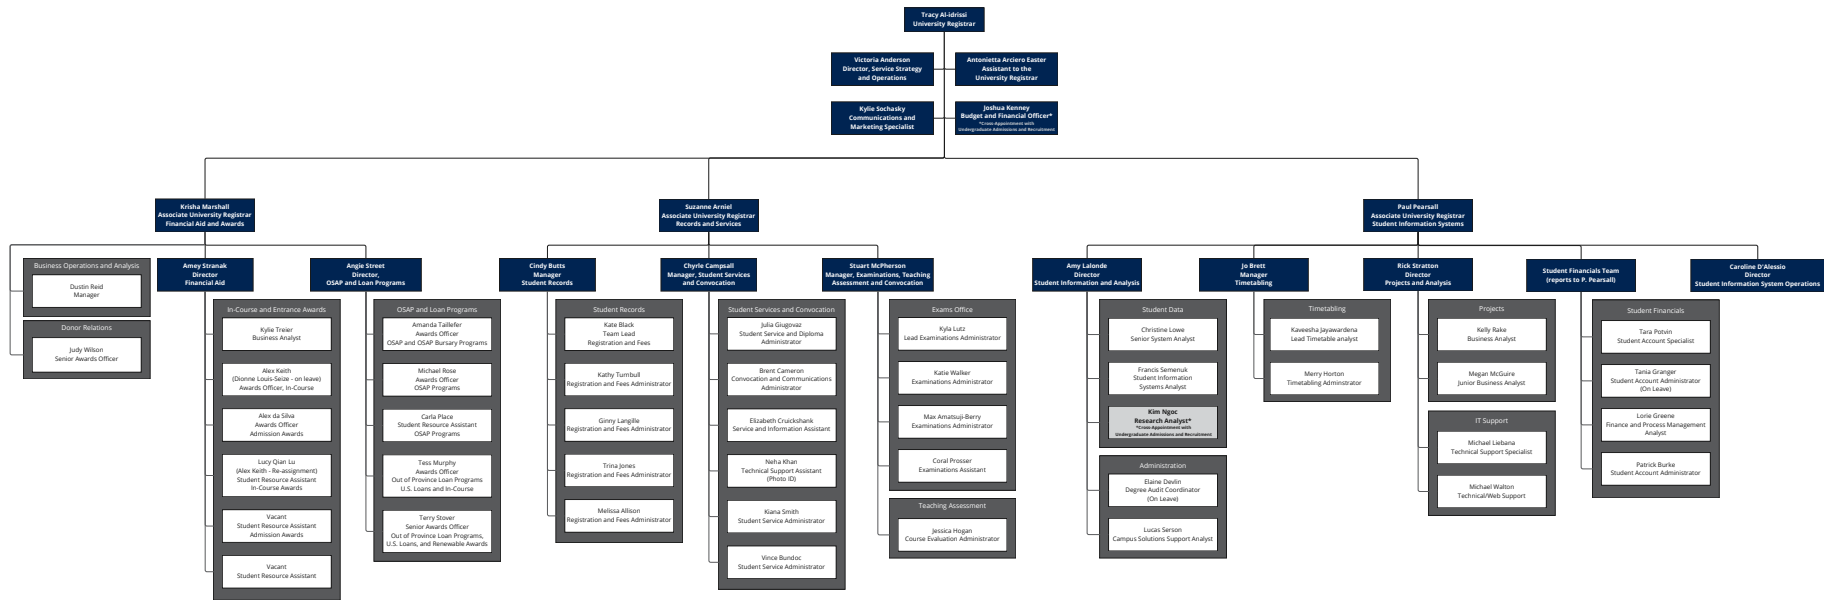 Tracy Al-idrissi
University Registrar
Victoria Anderson
Director, Service Strategy
and Operations
Antonietta Arciero Easter
Assistant to the
University Registrar
Kylie Sochasky
Communications and
Marketing Specialist
Joshua Kenney
Budget and Financial Officer*
*Cross-Appointment with
Undergraduate Admissions and Recruitment
Krisha Marshall
Associate University Registrar
Financial Aid and Awards
Suzanne Arniel
Associate University Registrar
Records and Services
Paul Pearsall
Associate University Registrar
Student Information Systems
Business Operations and Analysis
Dustin Reid
Manager
Donor Relations
Judy Wilson
Senior Awards Officer
Amey Stranak
Director
Financial Aid
In-Course and Entrance Awards
Kylie Treier
Business Analyst
Alex Keith
(Dionne Louis-Seize - on leave)
Awards Officer, In-Course
Alex da Silva
Awards Officer
Admission Awards
Lucy Qian Lu
(Alex Keith - Re-assignment)
Student Resource Assistant
In-Course Awards
Vacant
Student Resource Assistant
Admission Awards
Vacant
Student Resource Assistant
Angie Street
Director,
OSAP and Loan Programs
OSAP and Loan Programs
Amanda Taillefer
Awards Officer
OSAP and OSAP Bursary Programs
Michael Rose
Awards Officer
OSAP Programs
Carla Place
Student Resource Assistant
OSAP Programs
Tess Murphy
Awards Officer
Out of Province Loan Programs
U.S. Loans and In-Course
Terry Stover
Senior Awards Officer
Out of Province Loan Programs,
U.S. Loans, and Renewable Awards
Cindy Butts
Manager
Student Records
Student Records
Kate Black
Team Lead
Registration and Fees
Kathy Turnbull
Registration and Fees Administrator
Ginny Langille
Registration and Fees Administrator
Trina Jones
Registration and Fees Administrator
Melissa Allison
Registration and Fees Administrator
Chyrle Campsall
Manager, Student Services
and Convocation
Student Services and Convocation
Julia Giugovaz
Student Service and Diploma
Administrator
Brent Cameron
Convocation and Communications
Administrator
Elizabeth Cruickshank
Service and Information Assistant
Neha Khan
Technical Support Assistant
(Photo ID)
Kiana Smith
Student Service Administrator
Vince Bundoc
Student Service Administrator
Stuart McPherson
Manager, Examinations, Teaching
Assessment and Convocation
Exams Office
Kyla Lutz
Lead Examinations Administrator
Katie Walker
Examinations Administrator
Max Amatsuji-Berry
Examinations Administrator
Coral Prosser
Examinations Assistant
Teaching Assessment
Jessica Hogan
Course Evaluation Administrator
Amy Lalonde
Director
Student Information and Analysis
Student Data
Christine Lowe
Senior System Analyst
Francis Semenuk
Student Information
Systems Analyst
Kim Ngoc
Research Analyst*
*Cross-Appointment with
Undergraduate Admissions and Recruitment
Administration
Elaine Devlin
Degree Audit Coordinator
(On Leave)
Lucas Serson
Campus Solutions Support Analyst
Jo Brett
Manager
Timetabling
Timetabling
Kaveesha Jayawardena
Lead Timetable analyst
Merry Horton
Timetabling Adminstrator
Rick Stratton
Director
Projects and Analysis
Projects
Kelly Rake
Business Analyst
Megan McGuire
Junior Business Analyst
IT Support
Michael Liebana
Technical Support Specialist
Michael Walton
Technical/Web Support
Student Financials Team
(reports to P. Pearsall)
Student Financials
Tara Potvin
Student Account Specialist
Tania Granger
Student Account Administrator
(On Leave)
Lorie Greene
Finance and Process Management
Analyst
Patrick Burke
Student Account Administrator
Caroline D'Alessio
Director
Student Information System Operations